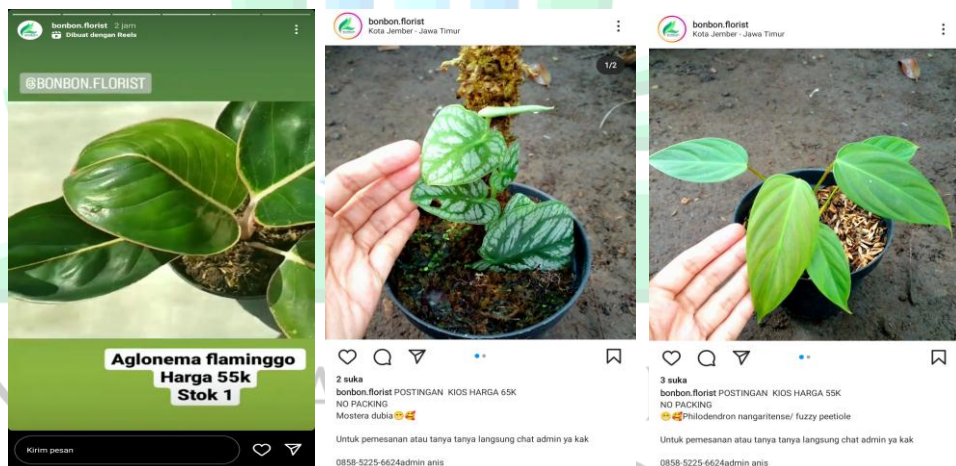 bonbon.florist 2 jam
Dibuat dengan Reels
@BONBON.FLORIST
Aglonema flaminggo
Harga 55k
Stok 1
Kirim pesan
bonbon.florist
Kota Jember - Jawa Timur
1/2
2 suka
bonbon.florist POSTINGAN KIOS HARGA 65K
NO PACKING
Mostera dubia😁🥰
Untuk pemesanan atau tanya tanya langsung chat admin ya kak
0858-5225-6624admin anis
bonbon.florist
Kota Jember - Jawa Timur
3 suka
bonbon.florist POSTINGAN KIOS HARGA 55K
NO PACKING
😁🥰Philodendron nangaritense/ fuzzy peetiole
Untuk pemesanan atau tanya tanya langsung chat admin ya kak
0858-5225-6624admin anis